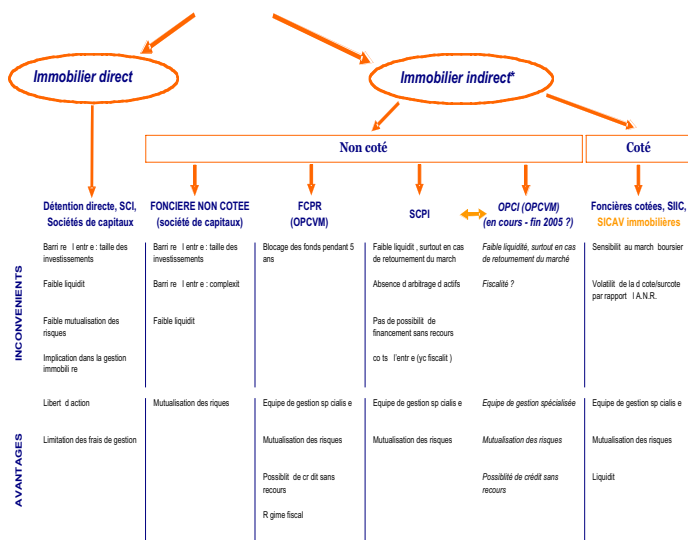 Immobilier direct
Immobilier indirect*
Non coté
Coté
Détention directe, SCI,
Sociétés de capitaux
FONCIERE NON COTEE
(société de capitaux)
FCPR
(OPCVM)
SCPI
OPCI (OPCVM)
(en cours - fin 2005 ?)
Foncières cotées, SIIC,
SICAV immobilières
INCONVENIENTS
Barri re l entr e : taille des
investissements
Faible liquidit
Faible mutualisation des
risques
Implication dans la gestion
immobili re
Barri re l entr e : taille des
investissements
Barri re l entr e : complexit
Faible liquidit
Blocage des fonds pendant 5
ans
Faible liquidit , surtout en cas
de retournement du march
Absence d arbitrage d actifs
Pas de possibilit de
financement sans recours
co ts l'entr e (yc fiscalit )
Faible liquidité, surtout en cas
de retournement du marché
Fiscalité ?
Sensibilit au march boursier
Volatilit de la d cote/surcote
par rapport l A.N.R.
AVANTAGES
Libert d action
Limitation des frais de gestion
Mutualisation des riques
Equipe de gestion sp cialis e
Mutualisation des risques
Possiblit de cr dit sans
recours
R gime fiscal
Equipe de gestion sp cialis e
Mutualisation des risques
Equipe de gestion spécialisée
Mutualisation des risques
Possiblité de crédit sans
recours
Equipe de gestion sp cialis e
Mutualisation des risques
Liquidit